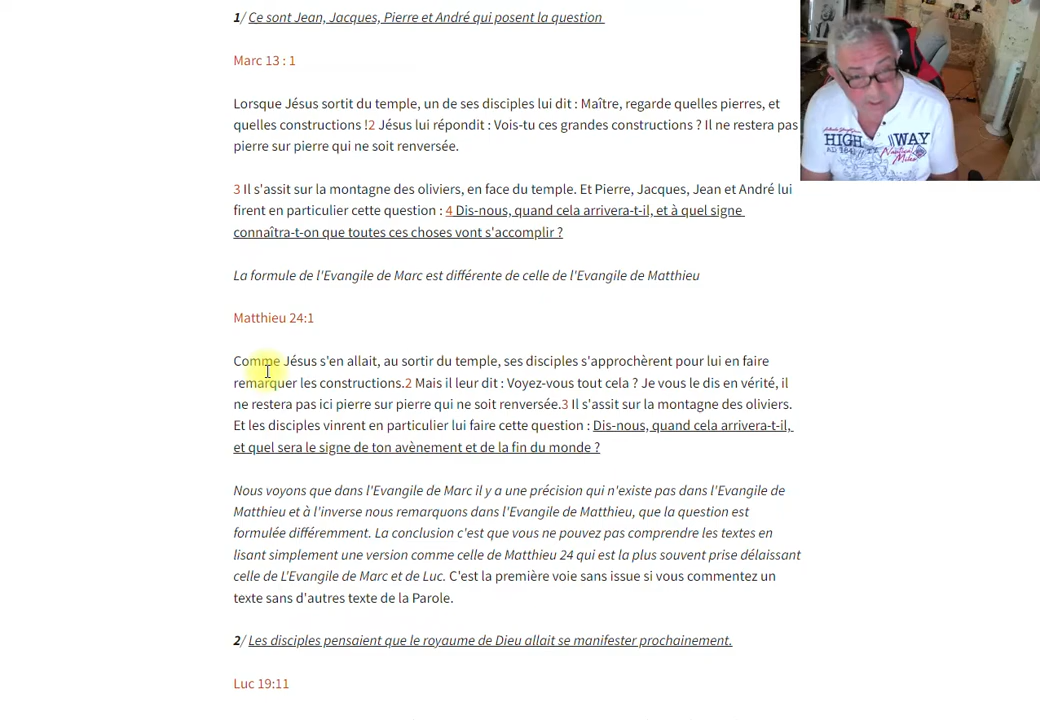 1/ Ce sont Jean, Jacques, Pierre et André qui posent la question
Marc 13 : 1
Lorsque Jésus sortit du temple, un de ses disciples lui dit : Maître, regarde quelles pierres, et
quelles constructions !2 Jésus lui répondit : Vois-tu ces grandes constructions ? Il ne restera pas
pierre sur pierre qui ne soit renversée.
3 Il s'assit sur la montagne des oliviers, en face du temple. Et Pierre, Jacques, Jean et André lui
firent en particulier cette question : 4 Dis-nous, quand cela arrivera-t-il, et à quel signe
connaîtra-t-on que toutes ces choses vont s'accomplir ?
La formule de l'Evangile de Marc est différente de celle de l'Evangile de Matthieu
Matthieu 24:1
Comme Jésus s'en allait, au sortir du temple, ses disciples s'approchèrent pour lui en faire
remarquer les constructions.2 Mais il leur dit : Voyez-vous tout cela ? Je vous le dis en vérité, il
ne restera pas ici pierre sur pierre qui ne soit renversée.3 Il s'assit sur la montagne des oliviers.
Et les disciples vinrent en particulier lui faire cette question : Dis-nous, quand cela arrivera-t-il,
et quel sera le signe de ton avènement et de la fin du monde ?
Nous voyons que dans l'Evangile de Marc il y a une précision qui n'existe pas dans l'Evangile de
Matthieu et à l'inverse nous remarquons dans l'Evangile de Matthieu, que la question est
formulée différemment. La conclusion c'est que vous ne pouvez pas comprendre les textes en
lisant simplement une version comme celle de Matthieu 24 qui est la plus souvent prise délaissant
celle de L'Evangile de Marc et de Luc. C'est la première voie sans issue si vous commentez un
texte sans d'autres texte de la Parole.
2/ Les disciples pensaient que le royaume de Dieu allait se manifester prochainement.
Luc 19:11
HIGH WAY